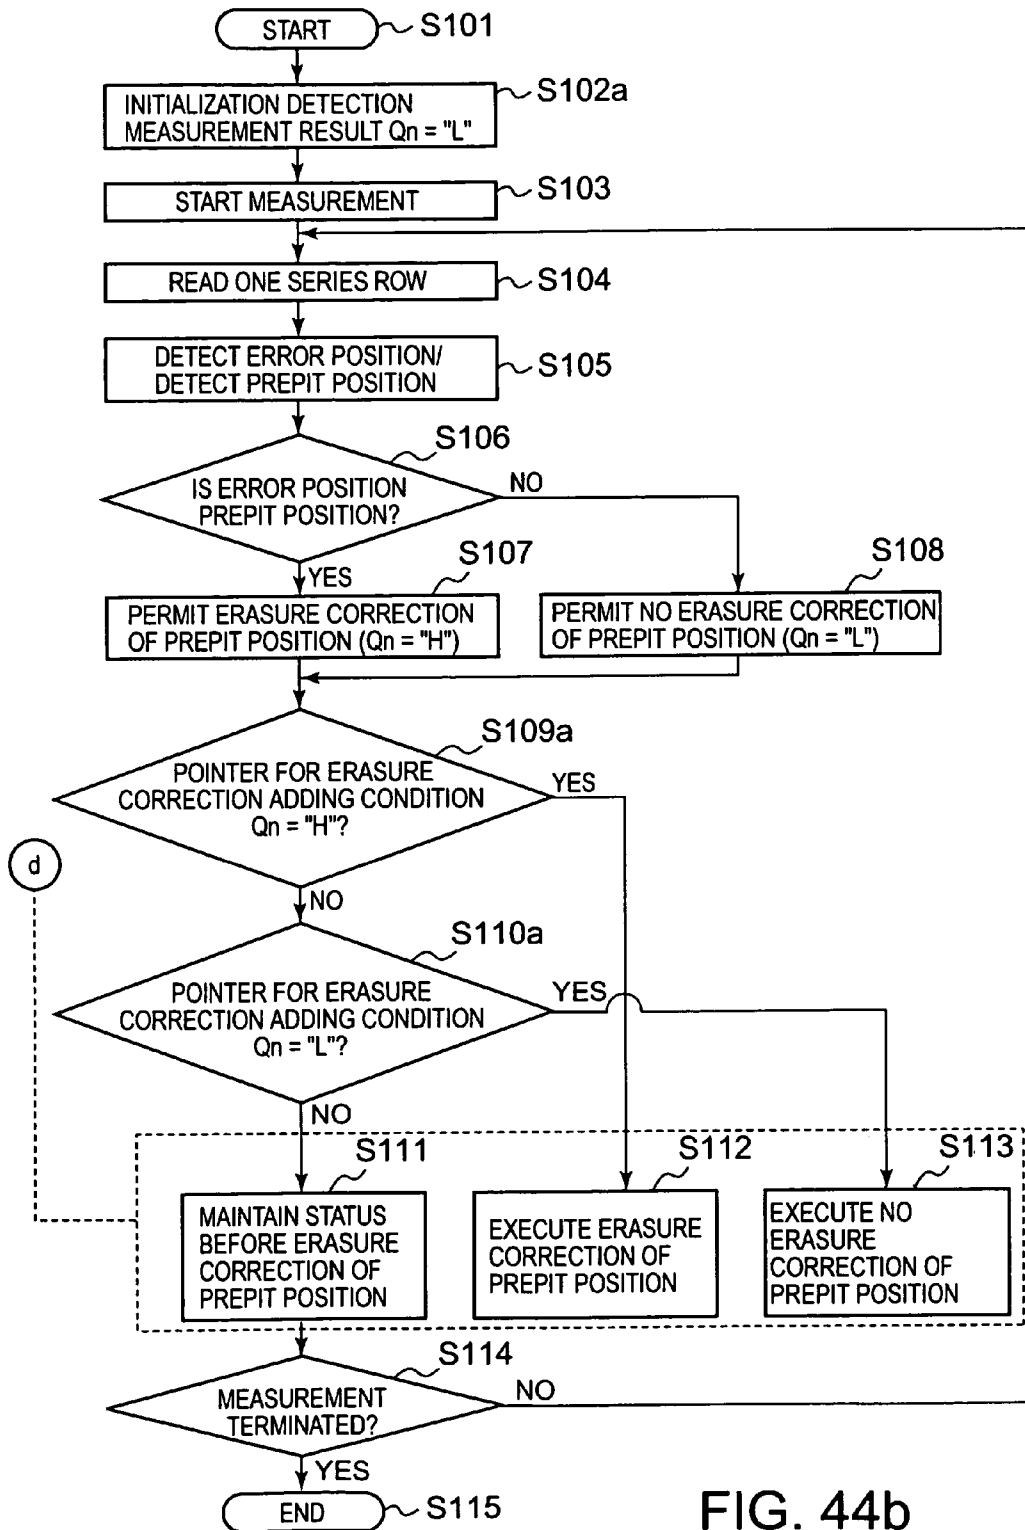 START
S101
INITIALIZATION DETECTION
MEASUREMENT RESULT Qn = "L"
S102a
START MEASUREMENT
S103
READ ONE SERIES ROW
S104
DETECT ERROR POSITION/
DETECT PREPIT POSITION
S105
S106
IS ERROR POSITION
PREPIT POSITION?
NO
YES
S107
PERMIT ERASURE CORRECTION
OF PREPIT POSITION (Qn = "H")
S108
PERMIT NO ERASURE CORRECTION
OF PREPIT POSITION (Qn = "L")
S109a
POINTER FOR ERASURE
CORRECTION ADDING CONDITION
Qn = "H"?
YES
NO
d
S110a
POINTER FOR ERASURE
CORRECTION ADDING CONDITION
Qn = "L"?
YES
NO
S111
MAINTAIN STATUS
BEFORE ERASURE
CORRECTION OF
PREPIT POSITION
S112
EXECUTE ERASURE
CORRECTION OF
PREPIT POSITION
S113
EXECUTE NO
ERASURE
CORRECTION OF
PREPIT POSITION
S114
MEASUREMENT
TERMINATED?
NO
YES
END
S115
FIG. 44b